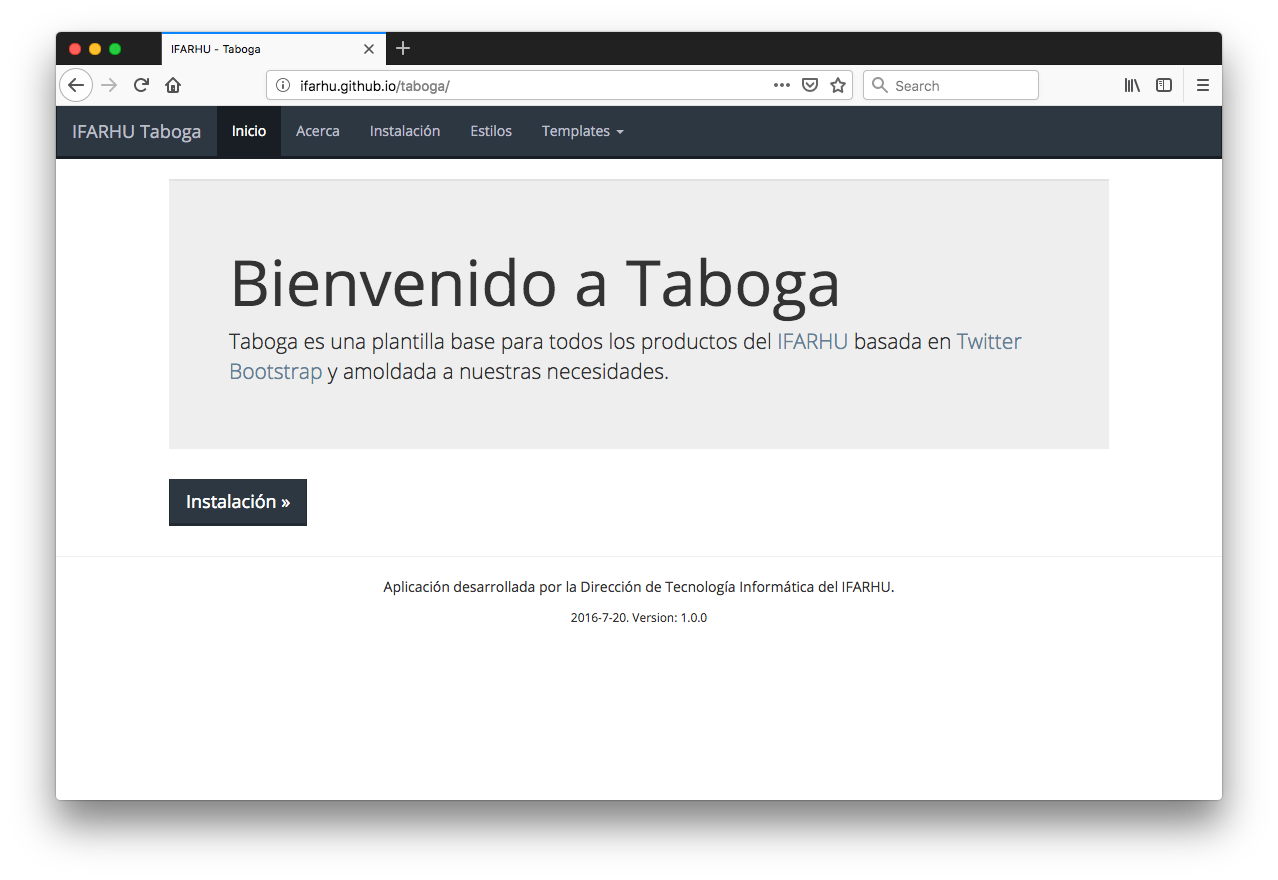 IFARHU - Taboga
ifarhu.github.io/taboga/
Search
IFARHU Taboga
Inicio
Acerca
Instalación
Estilos
Templates
Bienvenido a Taboga
Taboga es una plantilla base para todos los productos del IFARHU basada en Twitter
Bootstrap y amoldada a nuestras necesidades.
Instalación »
Aplicación desarrollada por la Dirección de Tecnología Informática del IFARHU.
2016-7-20. Version: 1.0.0